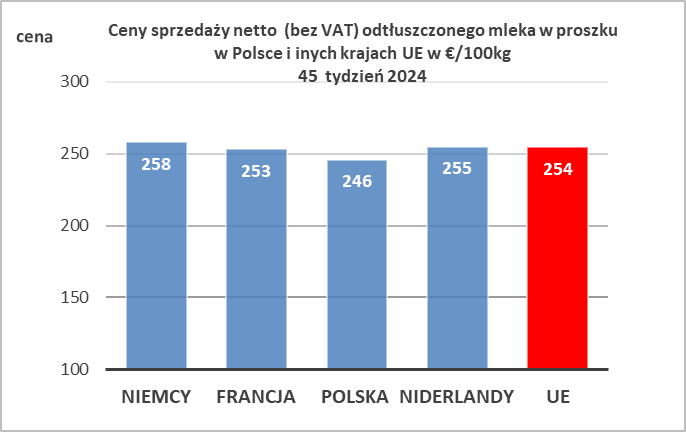 cena
Ceny sprzedaży netto (bez VAT) odtłuszczonego mleka w proszku
w Polsce i inych krajach UE w €/100kg
45 tydzień 2024
300
250
200
150
100
258
253
246
255
254
NIEMCY
FRANCJA
POLSKA
NIDERLANDY
UE